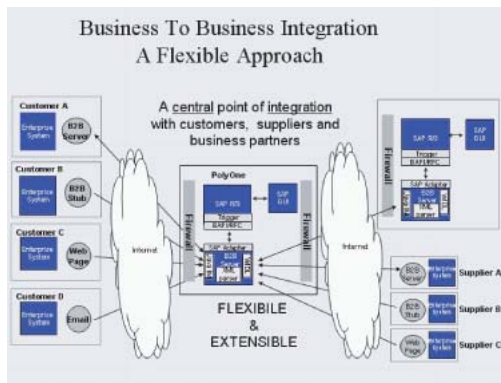 Business To Business Integration
A Flexible Approach
A central point of integration
with customers, suppliers and
business partners
Customer A
Enterprise
System
B2B
Server
Customer B
Enterprise
System
B2B
Stub
Customer C
Enterprise
System
Web
Page
Customer D
Enterprise
System
Email
Internet
PolyOne
Firewall
SAP R/3
SAP
GUI
Trigger
BAPI/RFC
SAP Adapter
B2B
Server
XML
server
Firewall
FLEXIBILE
&
EXTENSIBLE
Internet
Firewall
SAP R/3
SAP
GUI
Trigger
BAPI/RFC
SAP Adapter
B2B
Server
XML
server
B2B
Server
Enterprise
System
Supplier A
B2B
Stub
Enterprise
System
Supplier B
Web
Page
Enterprise
System
Supplier C